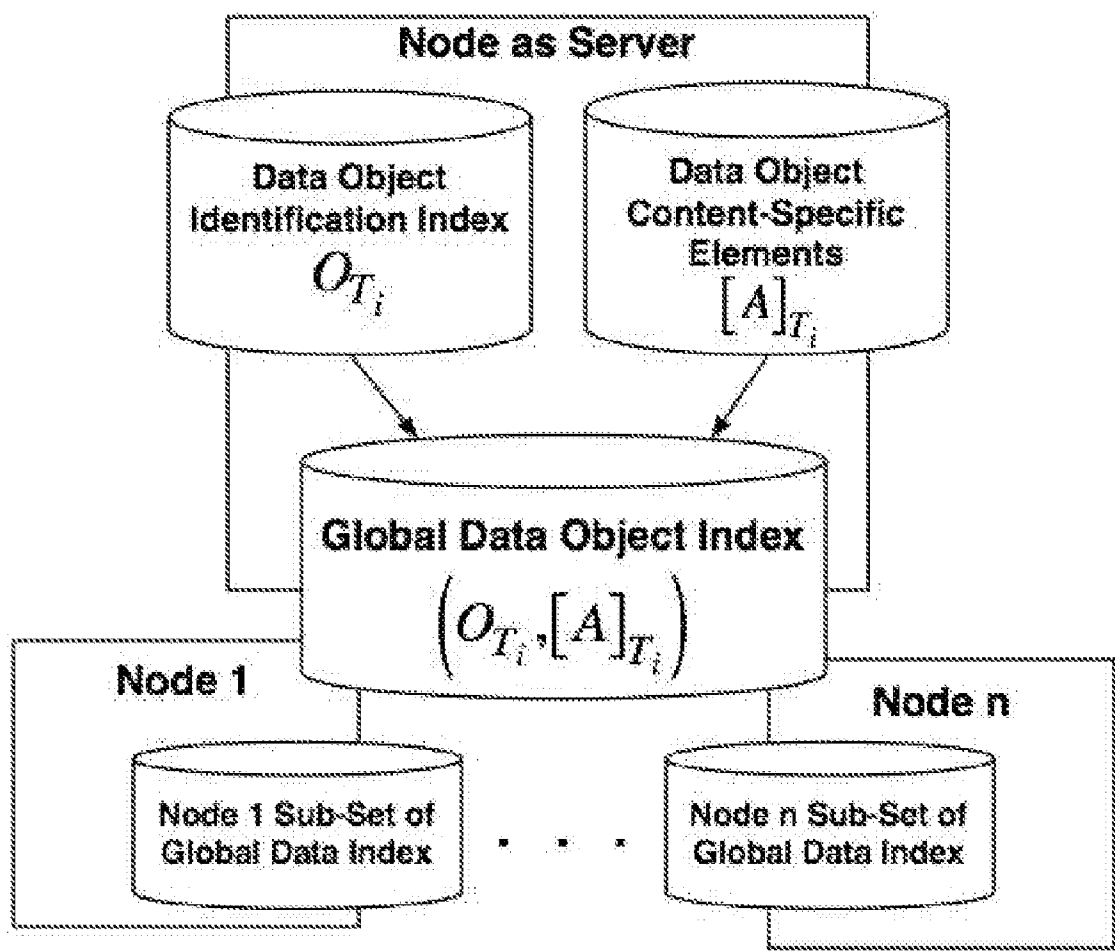 Node as Server
Data Object
Identification Index
O_{T_i}
Data Object
Content-Specific
Elements
[A]_{T_i}
Global Data Object Index
(O_{T_i},[A]_{T_i})
Node 1
Node n
Node 1 Sub-Set of
Global Data Index
. . .
Node n Sub-Set of
Global Data Index